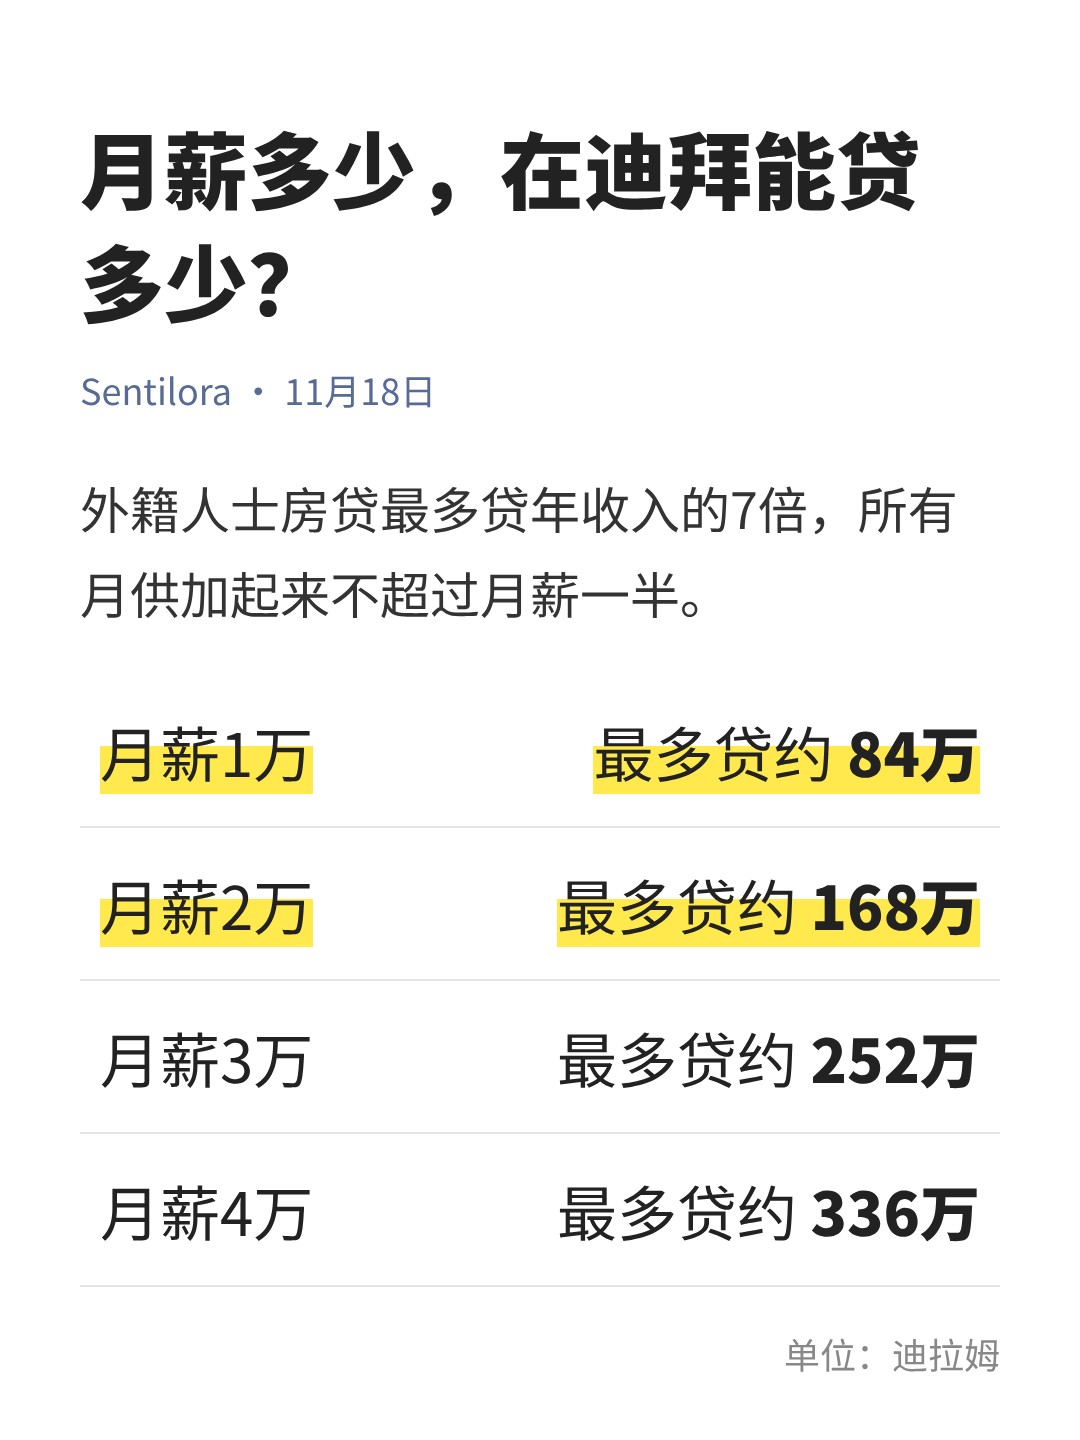 月薪多少，在迪拜能贷
多少？
Sentilora · 11月18日
外籍人士房贷最多贷年收入的7倍，所有
月供加起来不超过月薪一半。
月薪1万 最多贷约 84万
月薪2万 最多贷约 168万
月薪3万 最多贷约 252万
月薪4万 最多贷约 336万
单位：迪拉姆